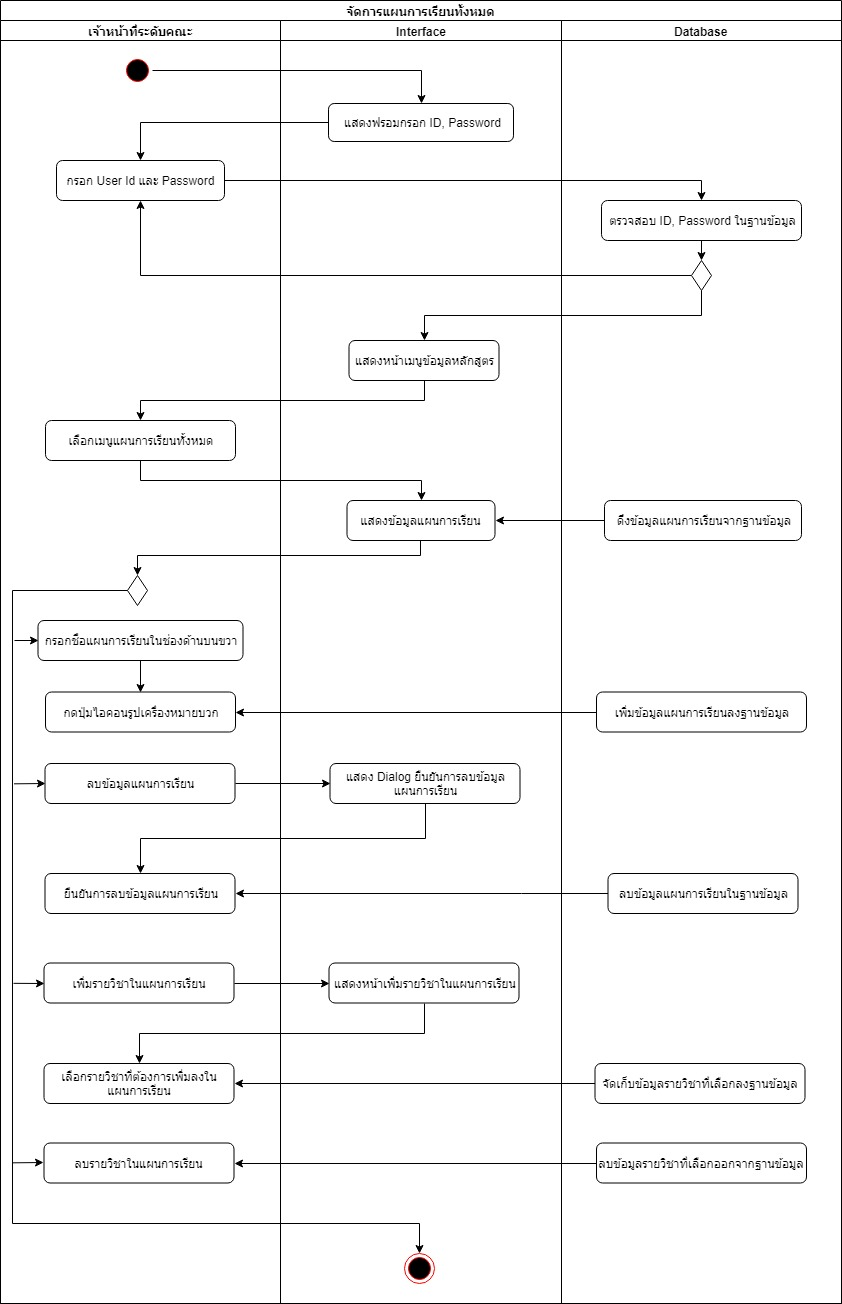 จัดการแผนการเรียนทั้งหมด
เจ้าหน้าที่ระดับคณะ
Interface
Database
แสดงฟรอมกรอก ID, Password
กรอก User Id และ Password
ตรวจสอบ ID, Password ในฐานข้อมูล
แสดงหน้าเมนูข้อมูลหลักสูตร
เลือกเมนูแผนการเรียนทั้งหมด
แสดงข้อมูลแผนการเรียน
ดึงข้อมูลแผนการเรียนจากฐานข้อมูล
กรอกชื่อแผนการเรียนในช่องด้านบนขวา
กดปุ่มไอคอนรูปเครื่องหมายบวก
เพิ่มข้อมูลแผนการเรียนลงฐานข้อมูล
ลบข้อมูลแผนการเรียน
แสดง Dialog ยืนยันการลบข้อมูล
แผนการเรียน
ยืนยันการลบข้อมูลแผนการเรียน
ลบข้อมูลแผนการเรียนในฐานข้อมูล
เพิ่มรายวิชาในแผนการเรียน
แสดงหน้าเพิ่มรายวิชาในแผนการเรียน
เลือกรายวิชาที่ต้องการเพิ่มลงใน
แผนการเรียน
จัดเก็บข้อมูลรายวิชาที่เลือกลงฐานข้อมูล
ลบรายวิชาในแผนการเรียน
ลบข้อมูลรายวิชาที่เลือกออกจากฐานข้อมูล